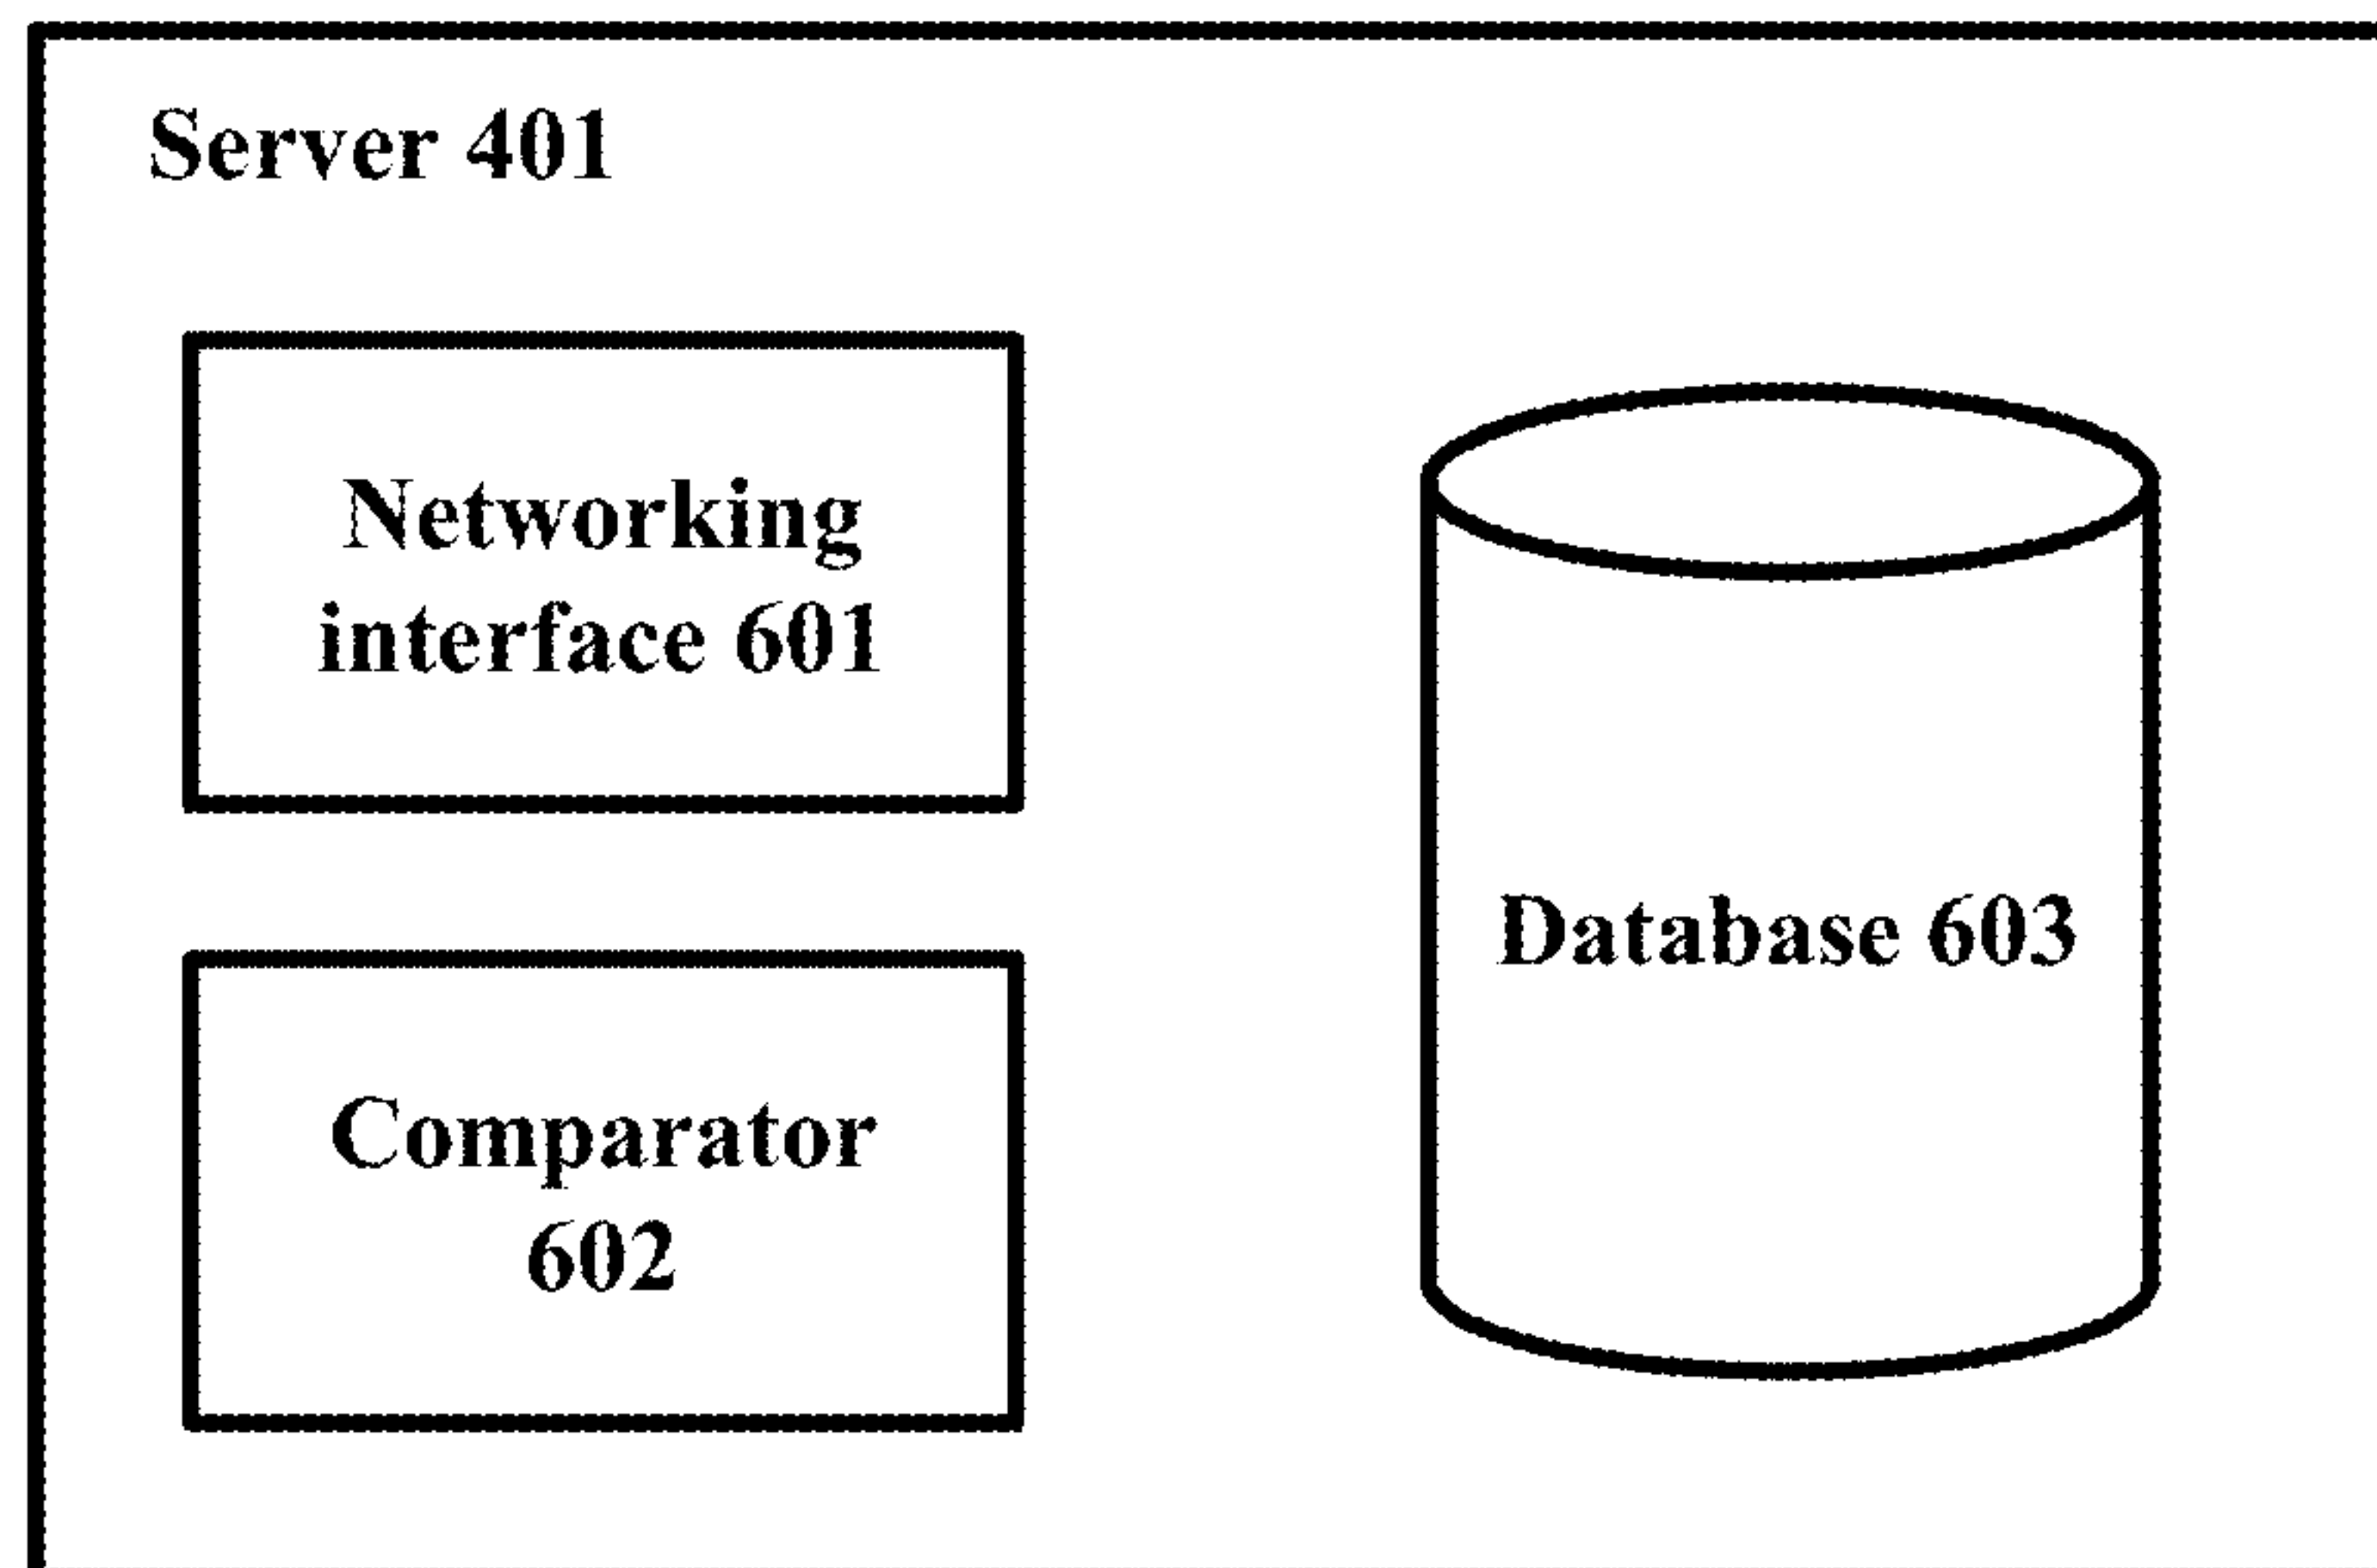 Server 401
Networking
interface 601
Comparator
602
Database 603